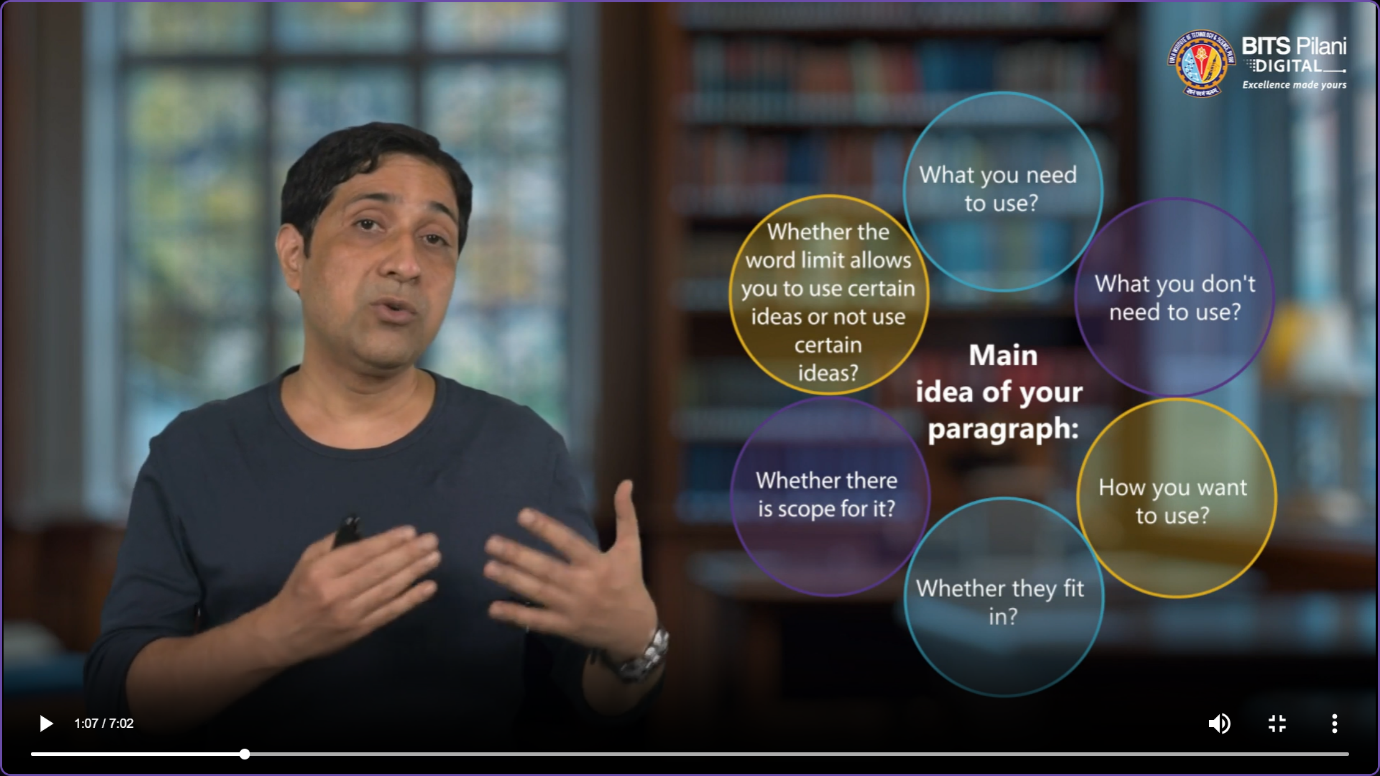 BITS Pilani
DIGITAL
Excellence made yours
What you need
to use?
What you don't
need to use?
How you want
to use?
Whether they fit
in?
Whether there
is scope for it?
Whether the
word limit allows
you to use certain
ideas or not use
certain
ideas?
Main
idea of your
paragraph:
1:07 / 7:02